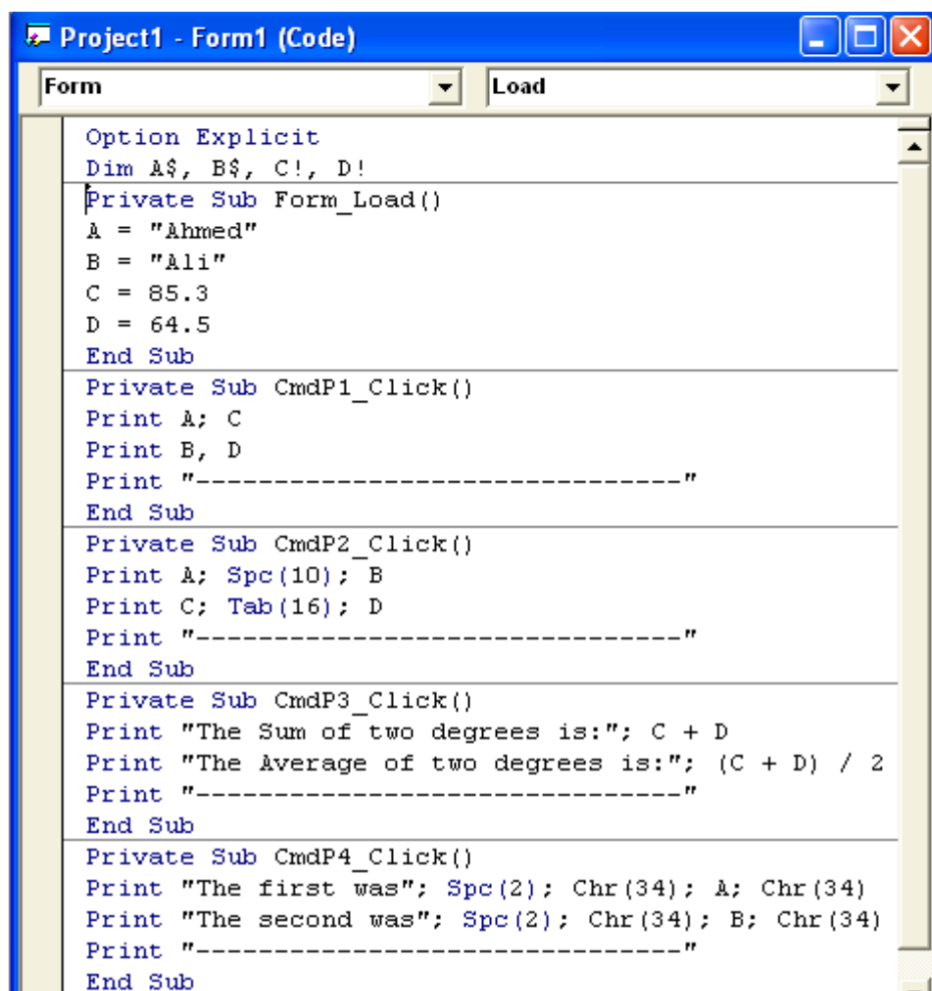 Project1 - Form1 (Code)
Form Load
Option Explicit
Dim A$, B$, C!, D!
Private Sub Form_Load()
A = "Ahmed"
B = "Ali"
C = 85.3
D = 64.5
End Sub
Private Sub CmdP1_Click()
Print A; C
Print B, D
Print "-------------------------------"
End Sub
Private Sub CmdP2_Click()
Print A; Spc(10); B
Print C; Tab(16); D
Print "-------------------------------"
End Sub
Private Sub CmdP3_Click()
Print "The Sum of two degrees is:"; C + D
Print "The Average of two degrees is:"; (C + D) / 2
Print "-------------------------------"
End Sub
Private Sub CmdP4_Click()
Print "The first was"; Spc(2); Chr(34); A; Chr(34)
Print "The second was"; Spc(2); Chr(34); B; Chr(34)
Print "-------------------------------"
End Sub